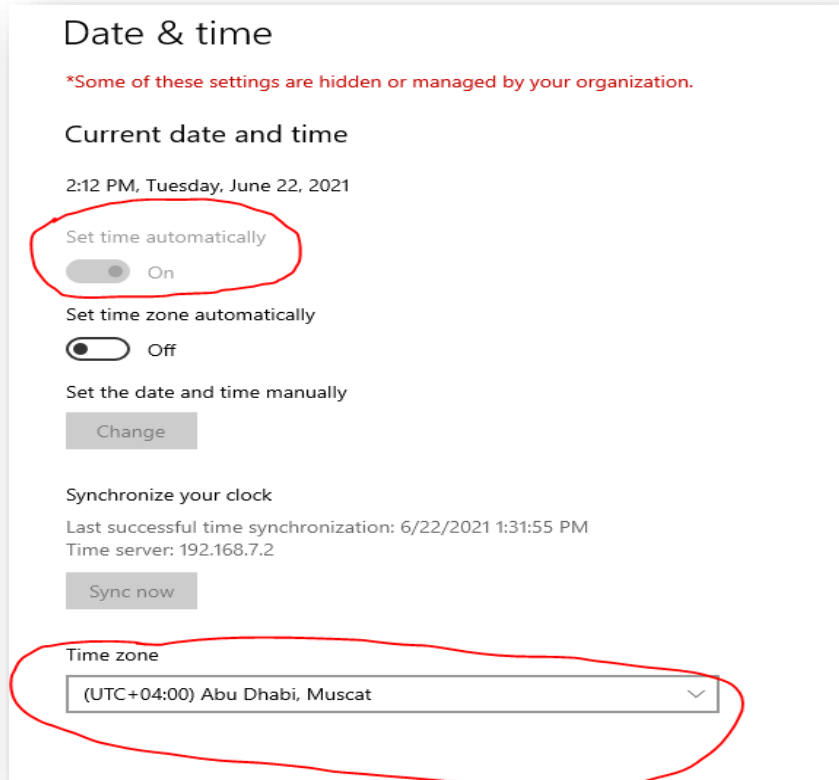 Date & time
*Some of these settings are hidden or managed by your organization.
Current date and time
2:12 PM, Tuesday, June 22, 2021
Set time automatically
On
Set time zone automatically
Off
Set the date and time manually
Change
Synchronize your clock
Last successful time synchronization: 6/22/2021 1:31:55 PM
Time server: 192.168.7.2
Sync now
Time zone
(UTC+04:00) Abu Dhabi, Muscat